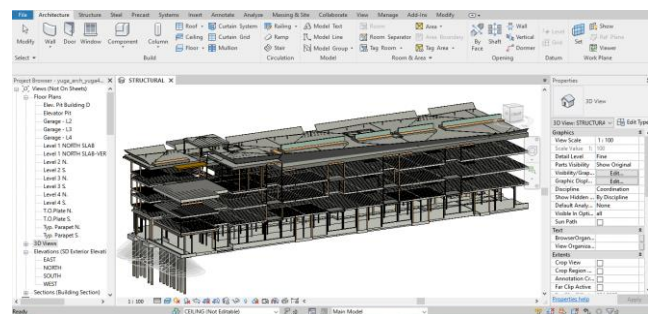 File Architecture Structure Steel Precast Systems Insert Annotate Analyze Massing & Site Collaborate View Manage Add-Ins Modify
Modify Wall Door Window Component Column
Roof Curtain System
Ceiling Curtain Grid
Floor Mullion
Railing
Ramp
Stair
Model Text
Model Line
Model Group
Room
Room Separator
Tag Room
Area
Area Boundary
Tag Area
By Face
Shaft
Wall
Vertical
Dormer
Level
Grid
Set
Show
Ref Plane
Viewer
Select Build Circulation Model Room & Area Opening Datum Work Plane
Views (Not On Sheets)
Floor Plans
Elev. Pit Building D
Elevator Pit
Garage - L2
Garage - L3
Garage - L4
Level 1 NORTH SLAB
Level 1 NORTH SLAB-VER
Level 2 N.
Level 2 S.
Level 3 N.
Level 3 S.
Level 4 N.
Level 4 S.
T.O.Plate N.
T.O.Plate S.
Typ. Parapet N.
Typ. Parapet S.
3D Views
Elevations (SD Exterior Elevati
EAST
NORTH
SOUTH
WEST
Sections (Building Section)
STRUCTURAL
1 : 100
Properties
3D View
3D View: STRUCTURA Edit Type
Graphics
View Scale 1 : 100
Scale Value 1: 100
Detail Level Fine
Parts Visibility Show Original
Visibility/Grap... Edit...
Graphic Displ... Edit...
Discipline Coordination
Show Hidden ... By Discipline
Default Analy... None
Visible In Opti... all
Sun Path
Text
BrowserOrgan...
View Organiza...
Extents
Crop View
Crop Region ...
Annotation Cr...
Far Clip Active
Properties help Apply
Ready CEILING (Not Editable) :0 Main Model